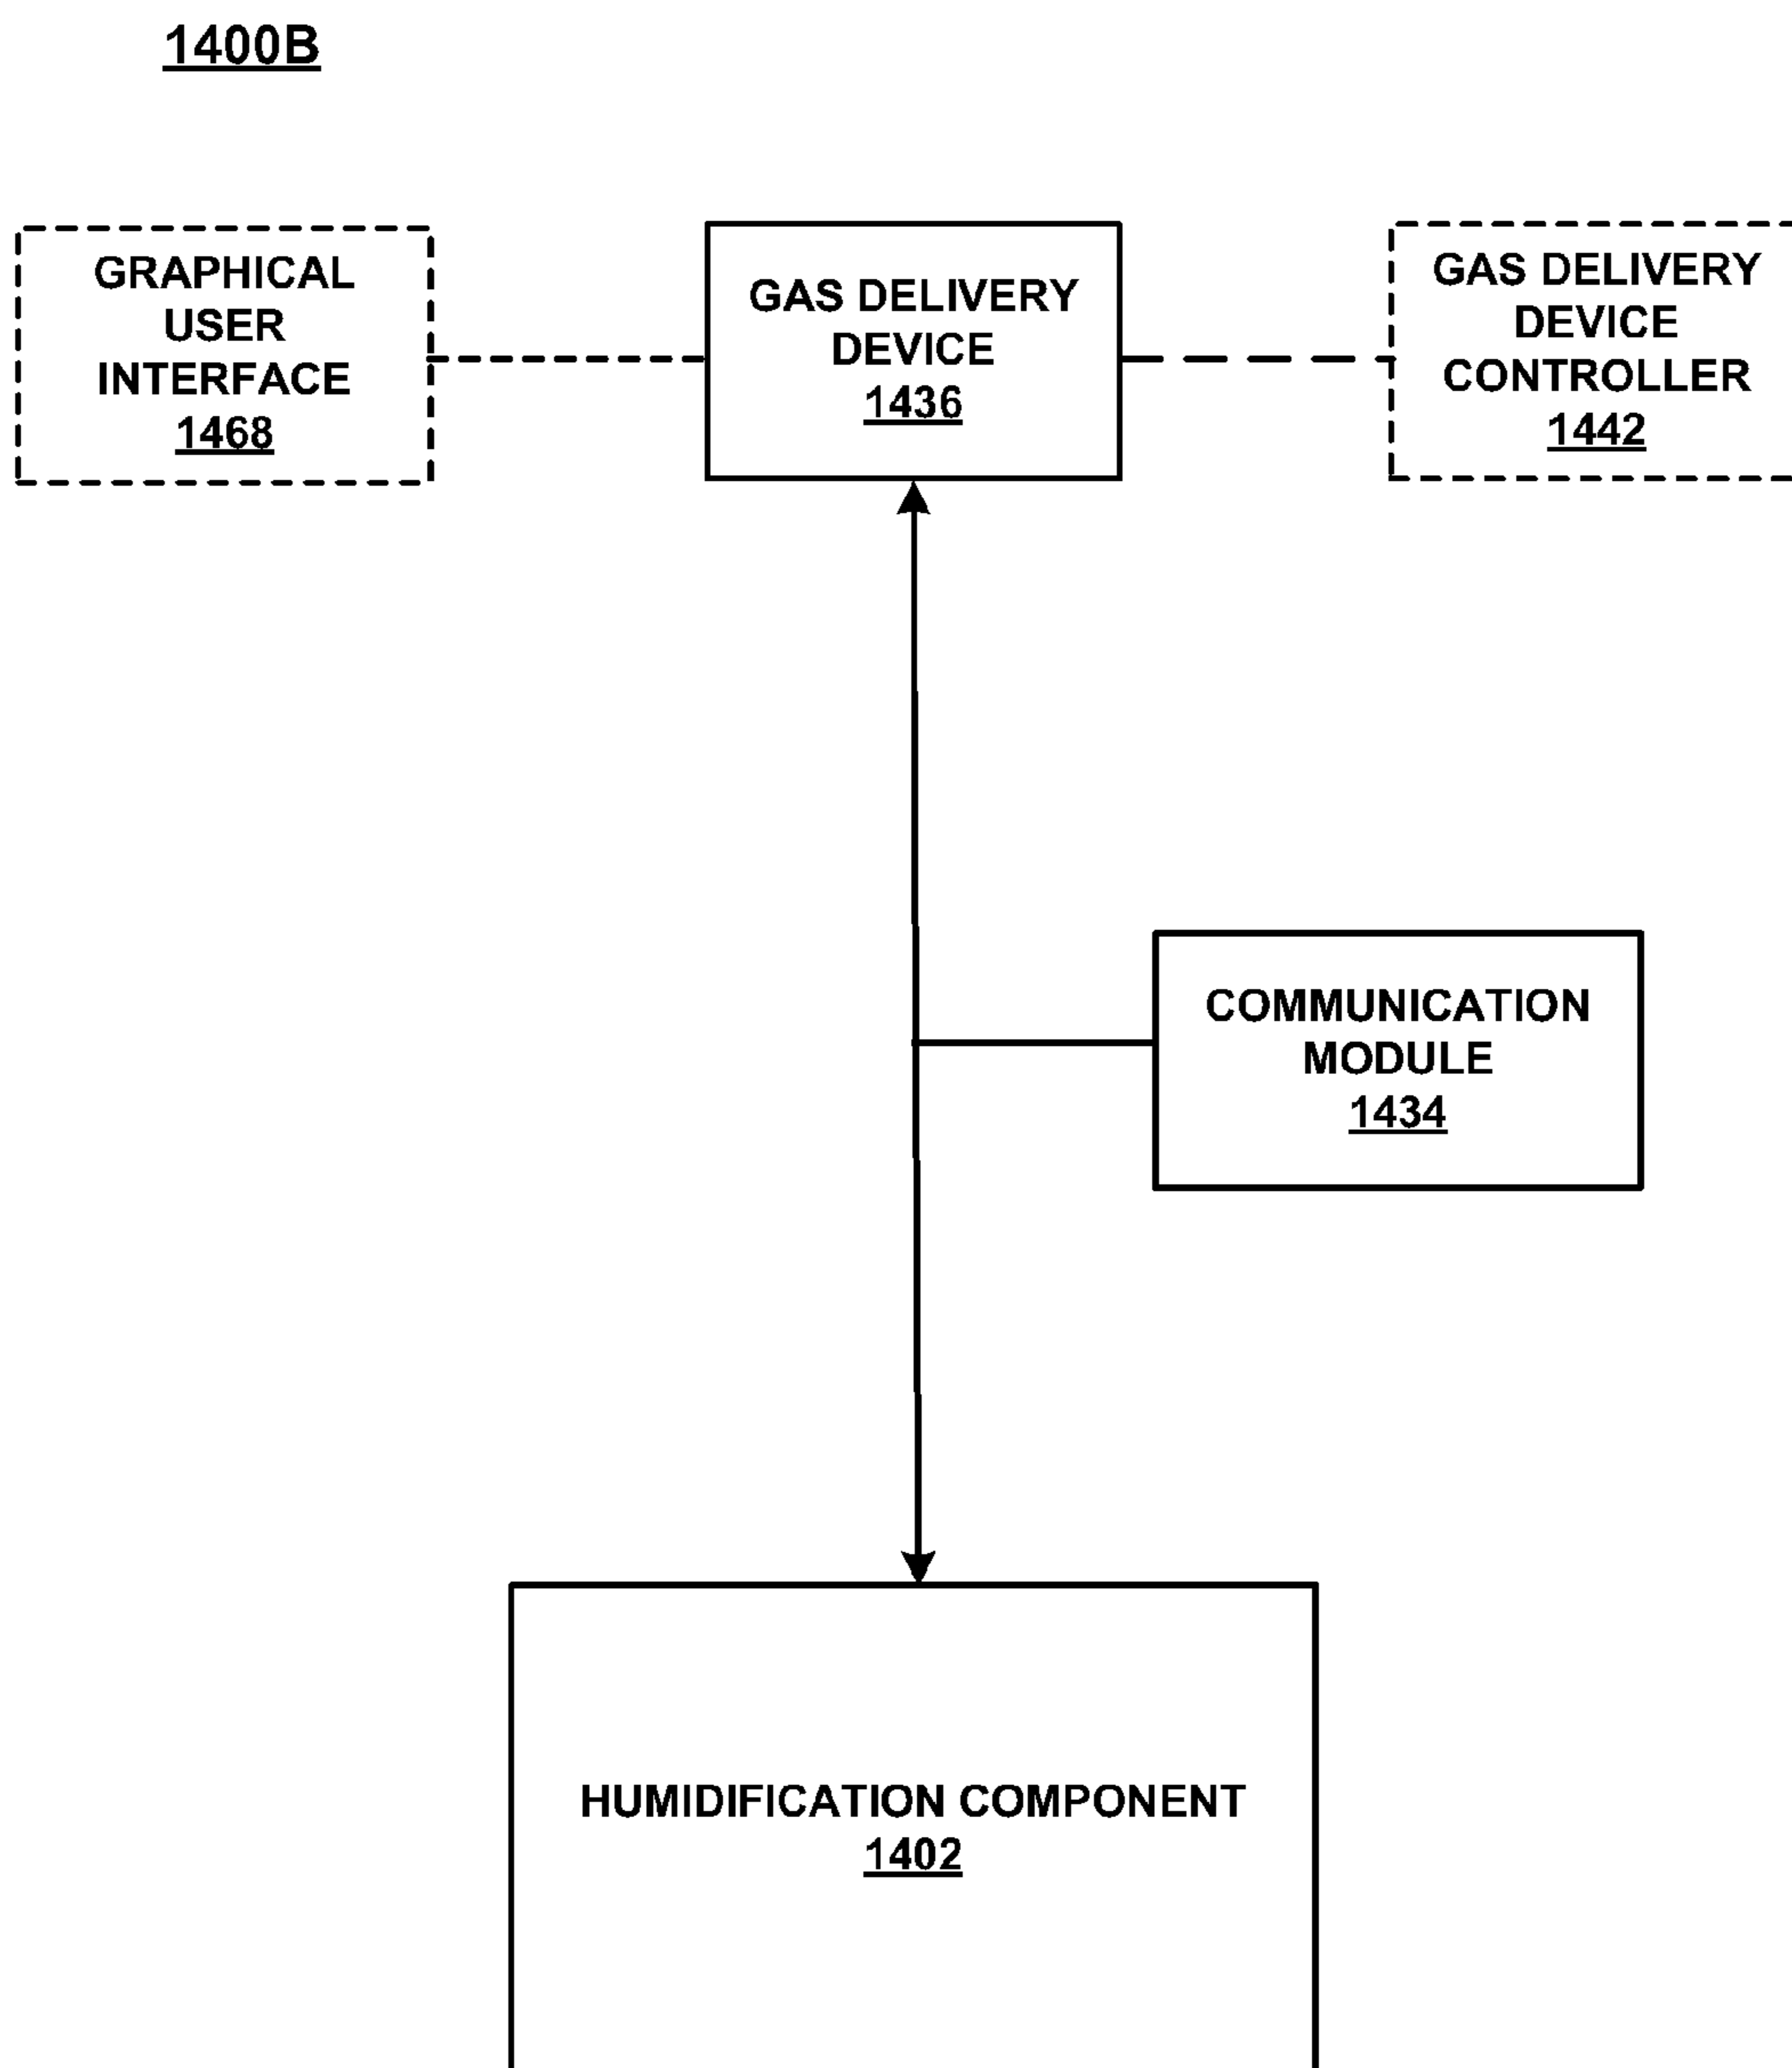 1400B
GRAPHICAL
USER
INTERFACE
1468
GAS DELIVERY
DEVICE
1436
GAS DELIVERY
DEVICE
CONTROLLER
1442
COMMUNICATION
MODULE
1434
HUMIDIFICATION COMPONENT
1402